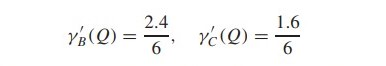 γ′_B(Q) = 2.4/6, γ′_C(Q) = 1.6/6